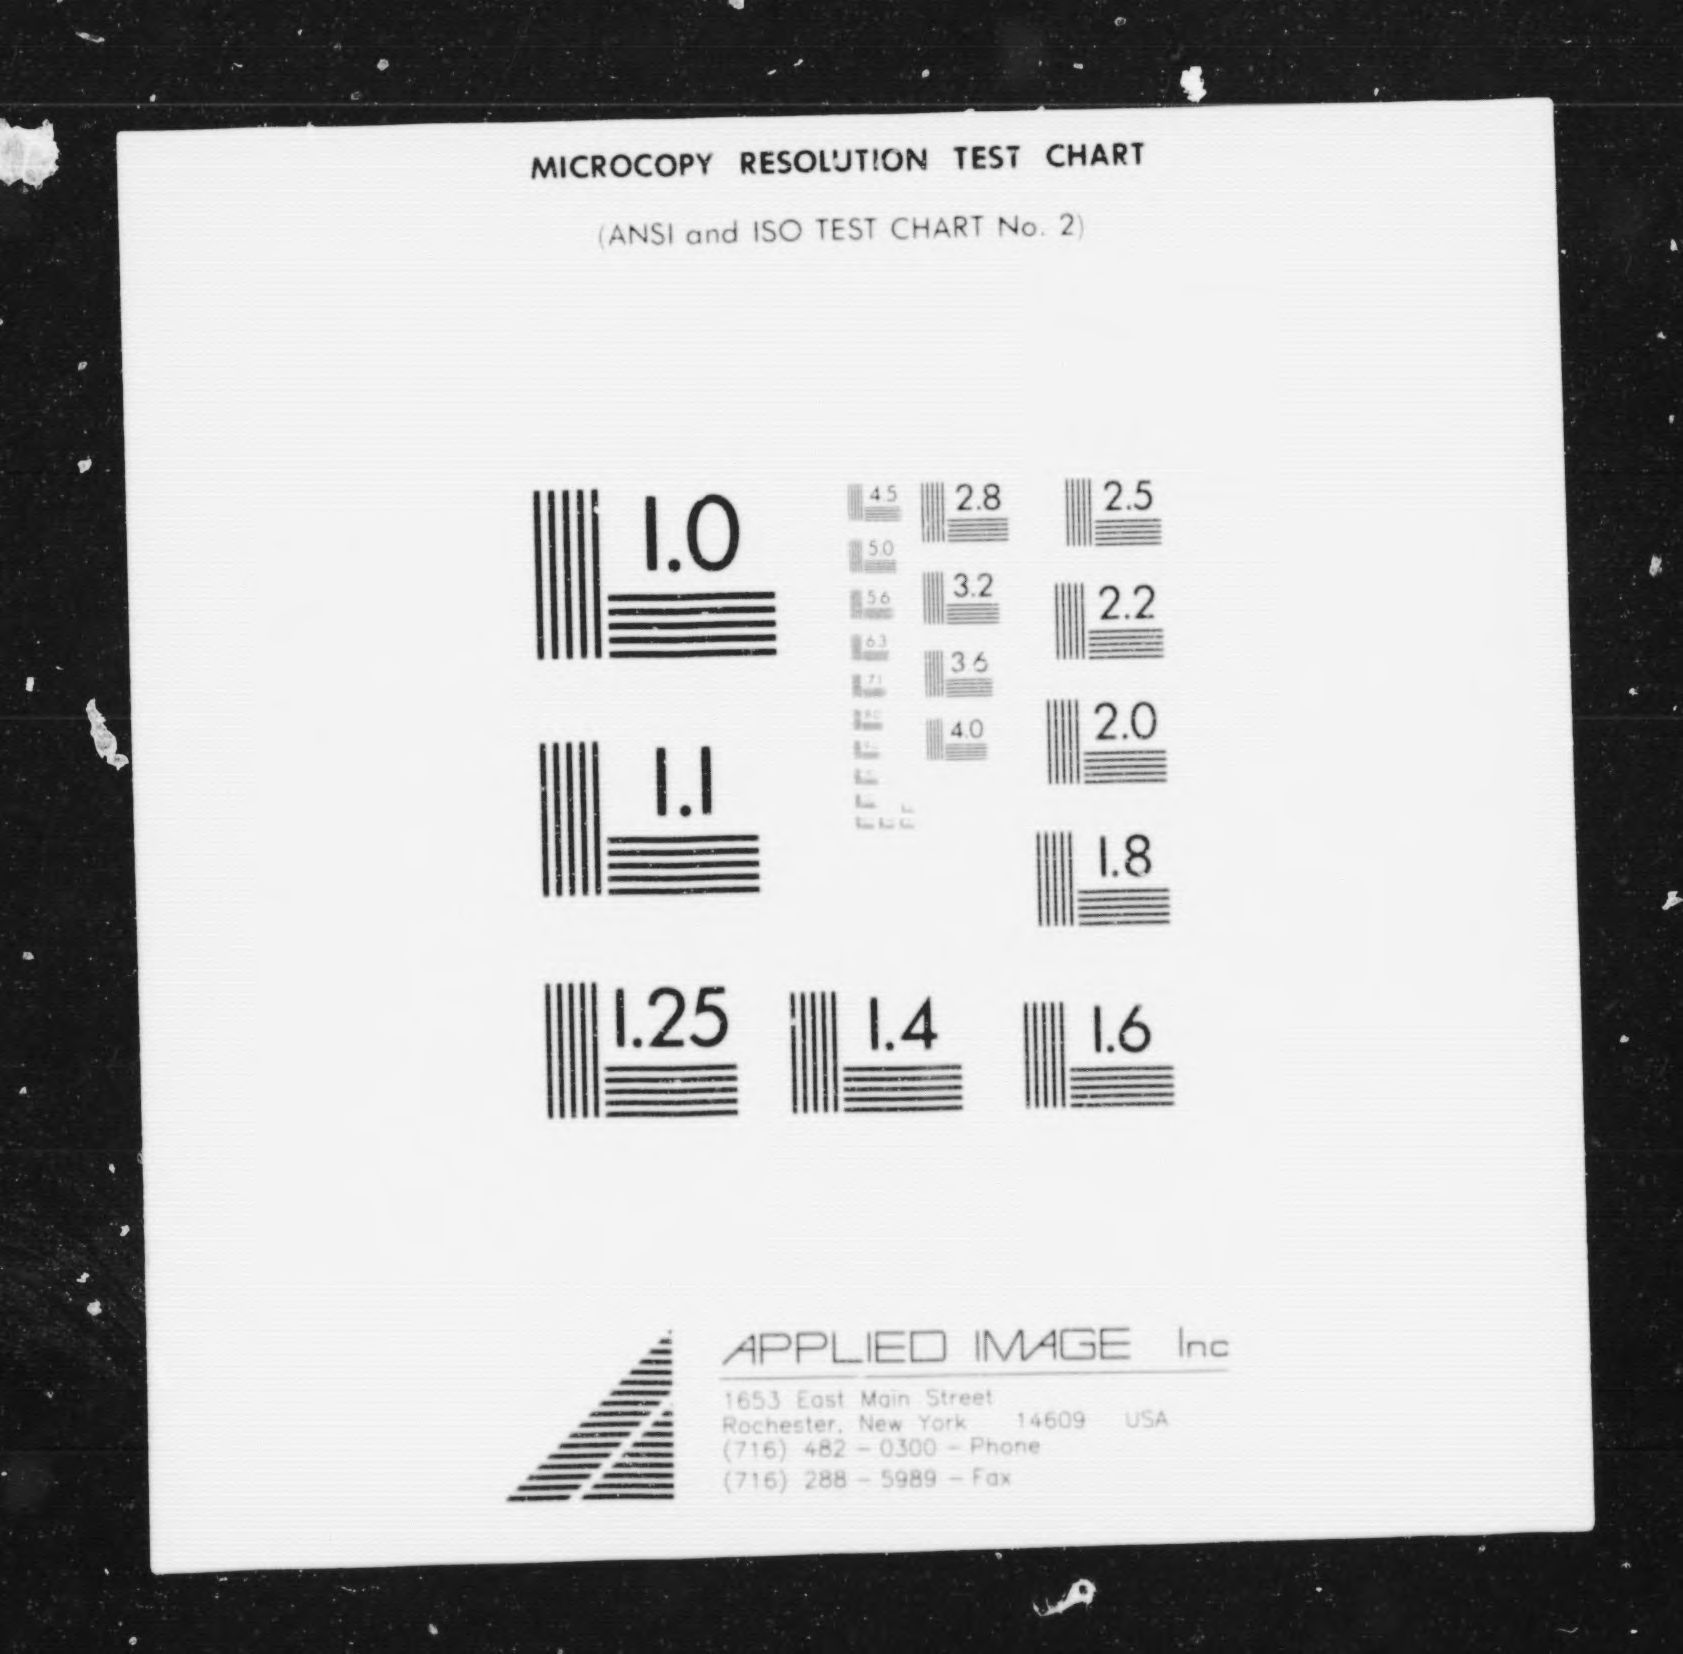 MICROCOPY RESOLUTION TEST CHART
(ANSI and ISO TEST CHART No. 2)
1.0
1.1
1.25
1.4
1.6
1.8
2.0
2.2
2.5
2.8
3.2
3.6
4.0
4.5
5.0
5.6
6.3
7.1
APPLIED IMAGE Inc
1653 East Main Street
Rochester, New York 14609 USA
(716) 482 - 0300 - Phone
(716) 288 - 5989 - Fax